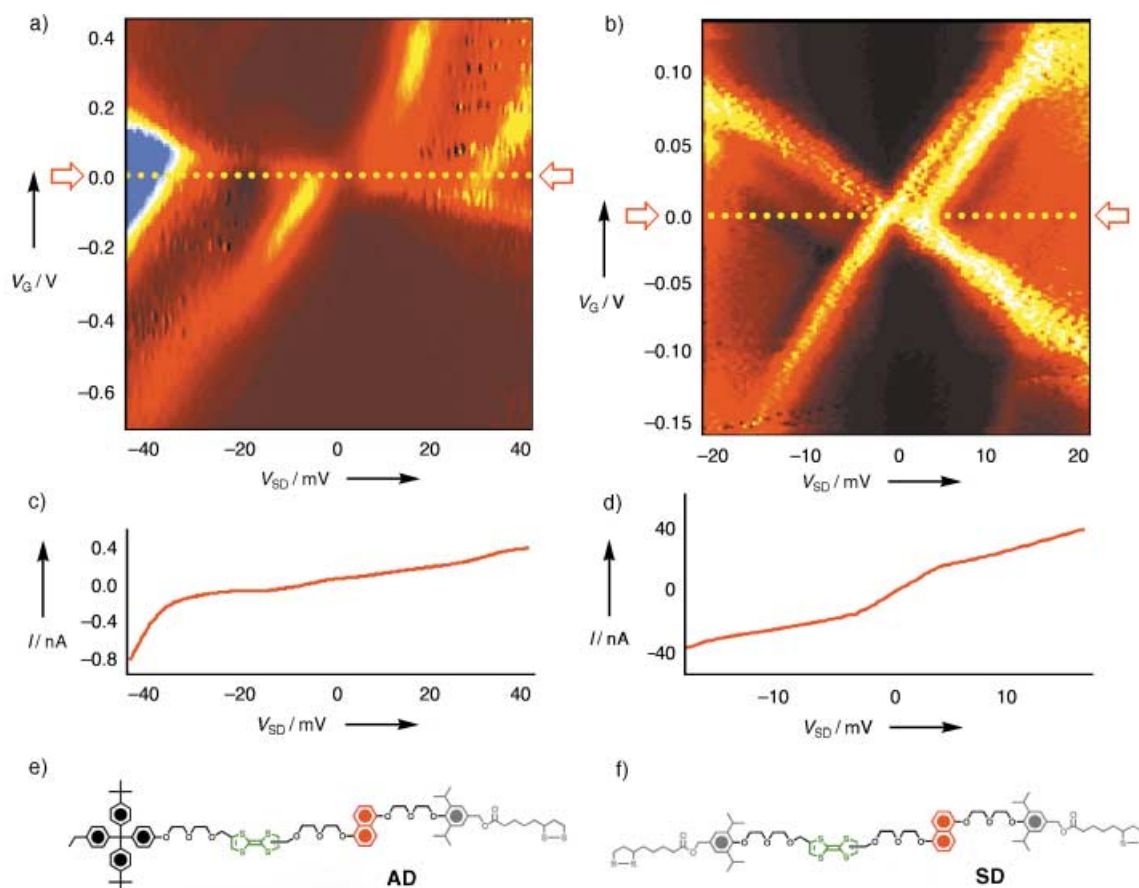 a)
0.4
0.2
0.0
−0.2
−0.4
−0.6
V_G / V
−40 −20 0 20 40
V_SD / mV
b)
0.10
0.05
0.0
−0.05
−0.10
−0.15
V_G / V
−20 −10 0 10 20
V_SD / mV
c)
0.4
0.0
−0.4
−0.8
I / nA
−40 −20 0 20 40
V_SD / mV
d)
40
0
−40
I / nA
−10 0 10
V_SD / mV
e)
O O O S S S S O O O O O O O O S–S
AD
f)
S–S O O O O O S S S S O O O O O O O O S–S
SD